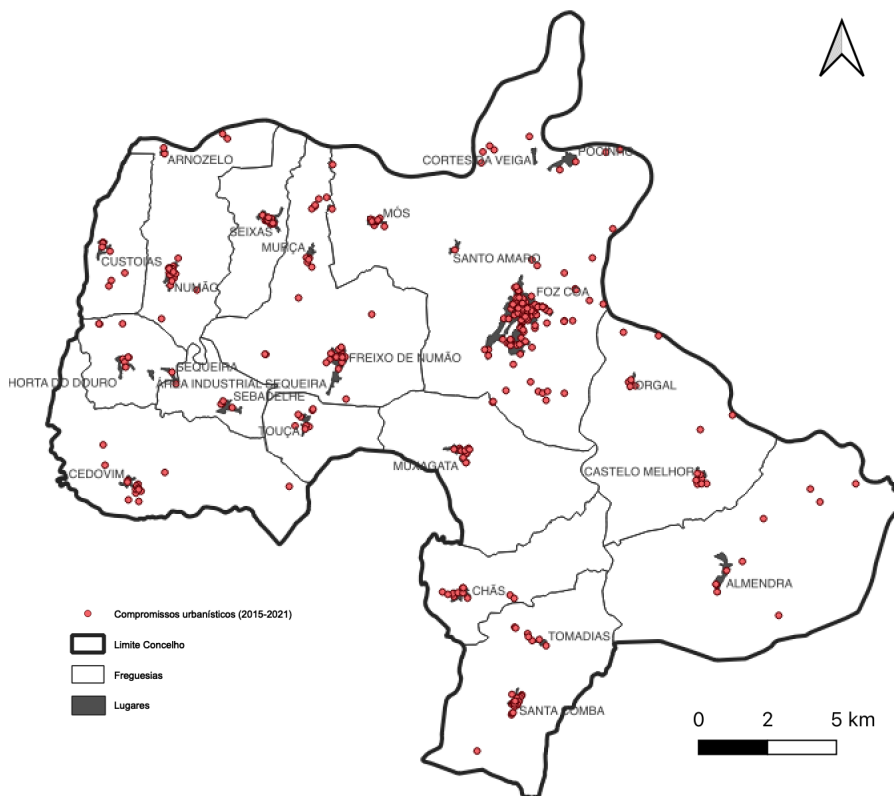 POCINHO
CORTES DA VEIGA
ARNOZELO
MÓS
SEIXAS
MURÇA
SANTO AMARO
CUSTOIAS
NUMÃO
FOZ COA
FREIXO DE NUMÃO
SEQUEIRA
HORTA DO DOURO
ÁREA INDUSTRIAL SEQUEIRA
ORGAL
SEBADELHE
TOUÇA
MUXAGATA
CEDOVIM
CASTELO MELHOR
ALMENDRA
CHÃS
Compromissos urbanísticos (2015-2021)
TOMADIAS
Limite Concelho
Freguesias
Lugares
SANTA COMBA
0 2 5 km